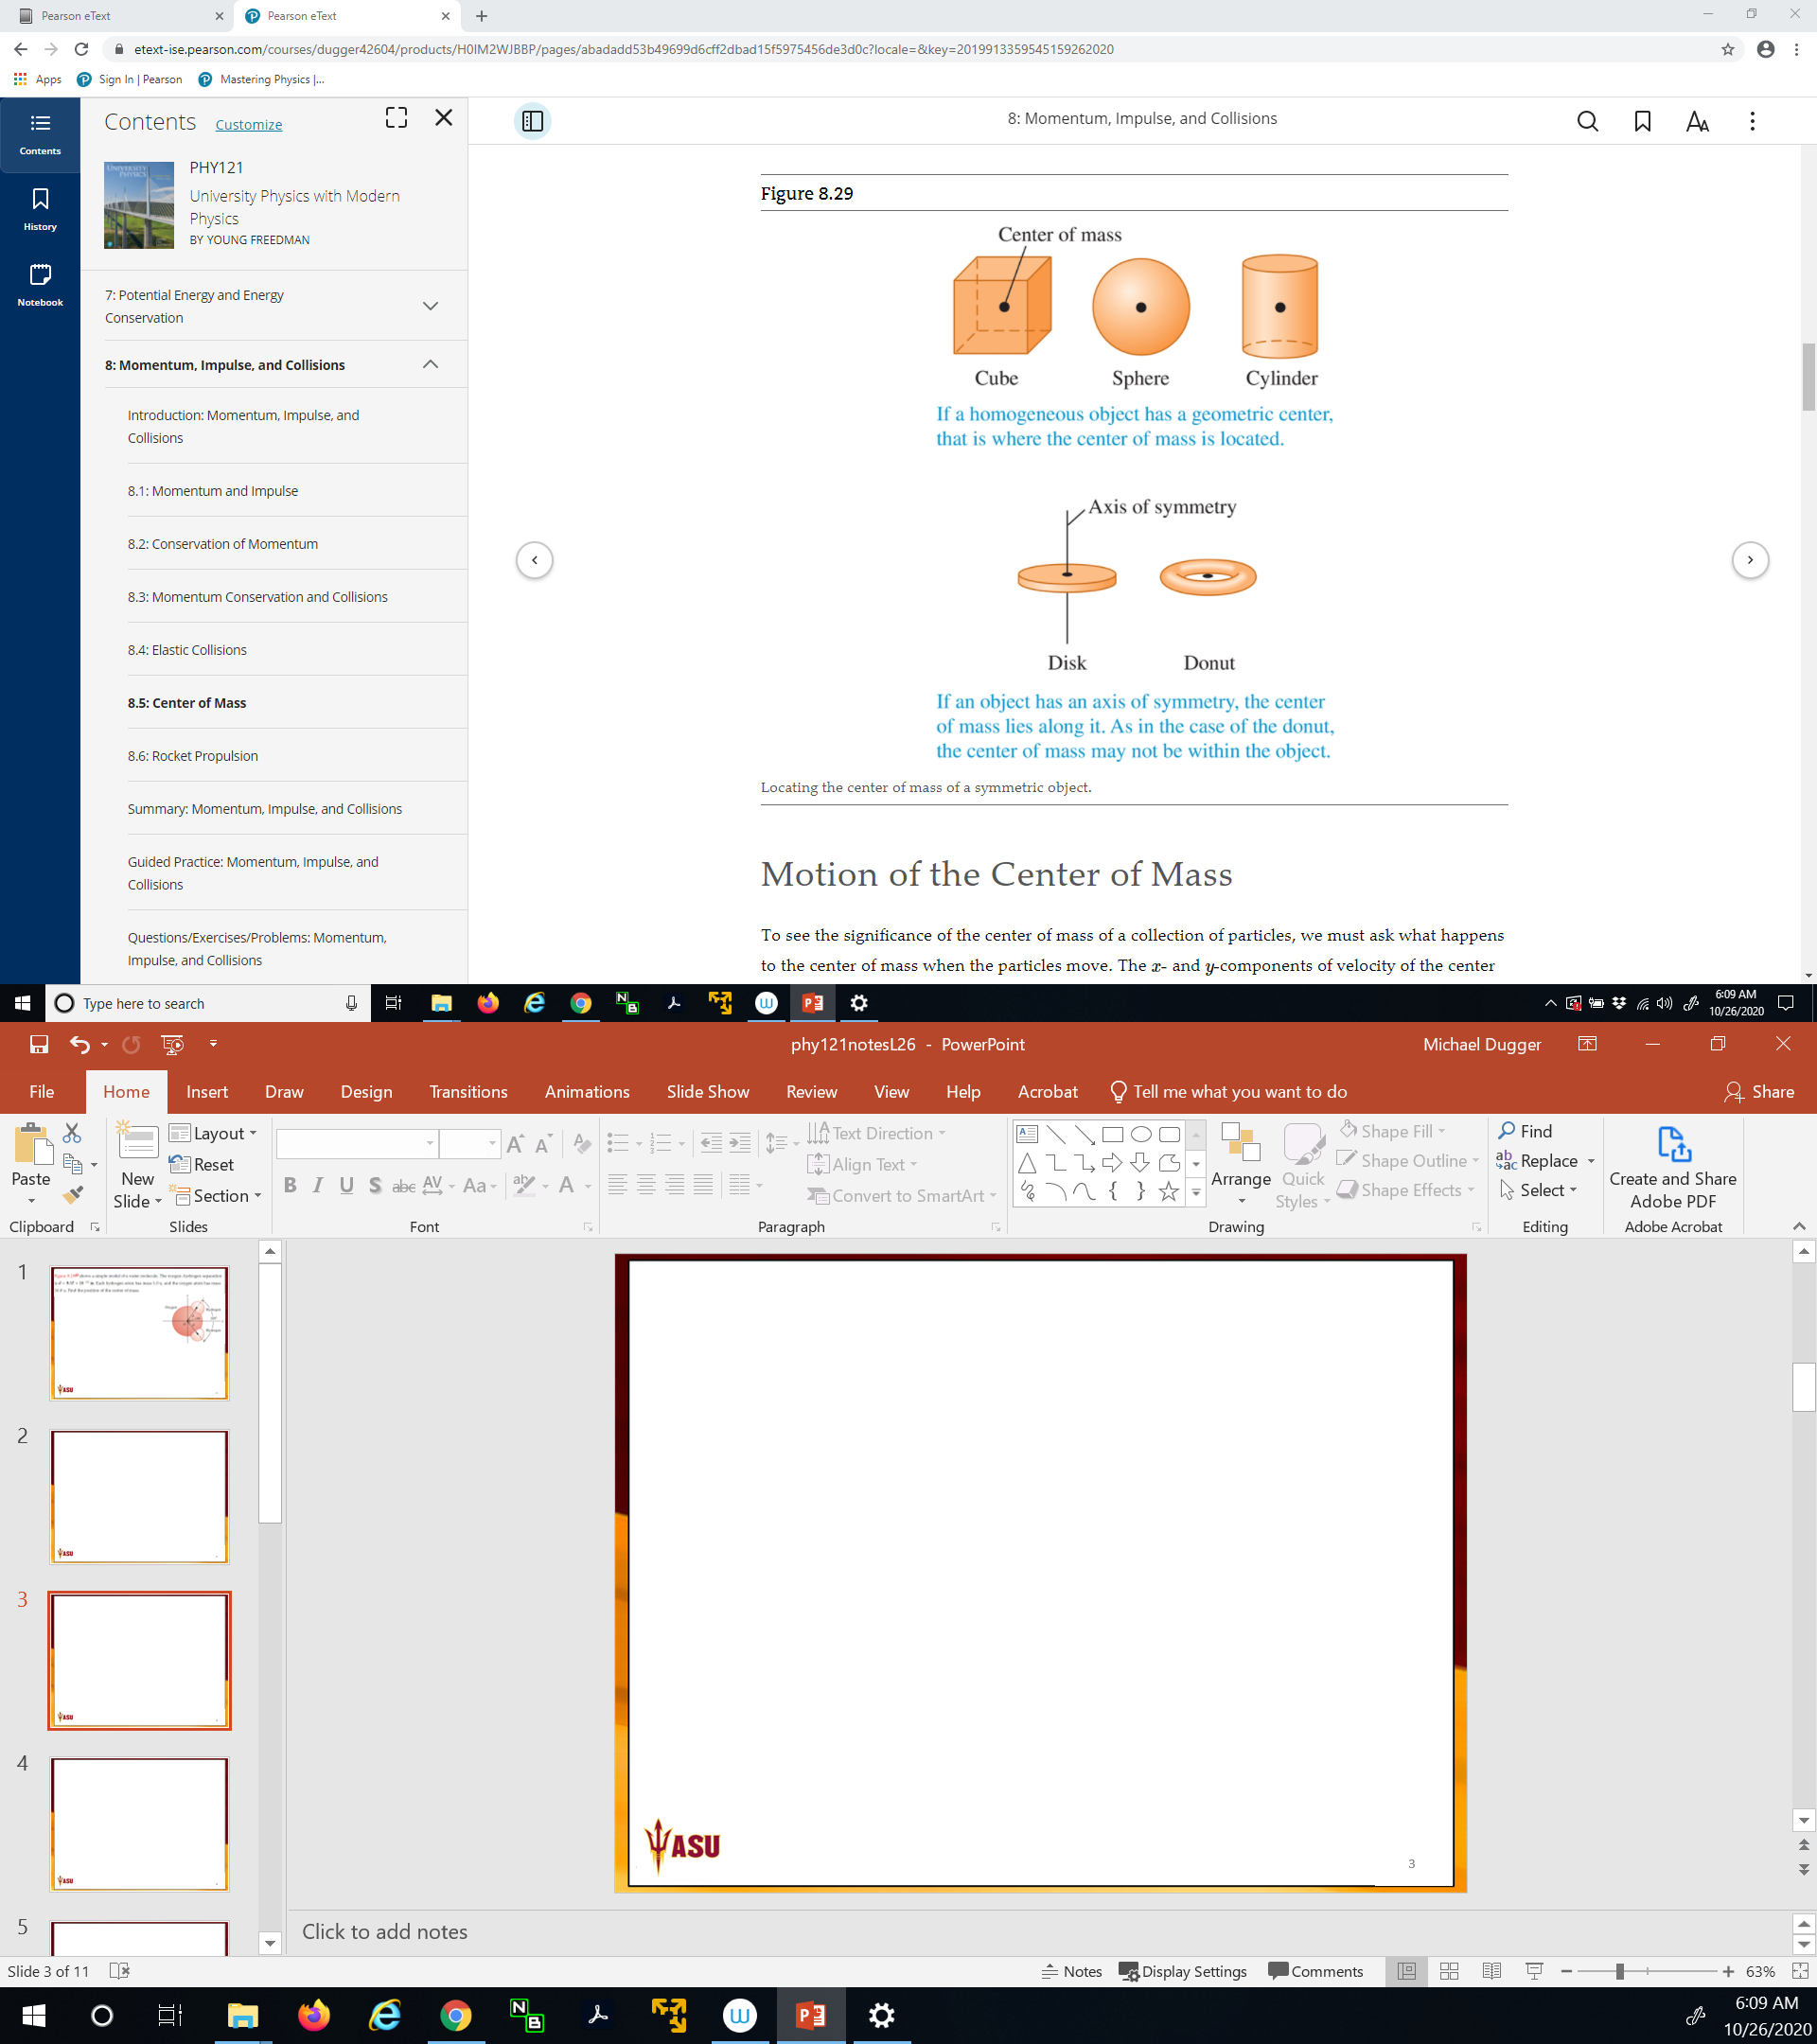 Pearson eText
Pearson eText
etext-ise.pearson.com/courses/dugger42604/products/H0IM2WJBBP/pages/abadadd53b49699d6cff2dbad15f5975456de3d0c?locale=&key=2019913359545159262020
Apps
Sign In | Pearson
Mastering Physics |...
Contents
History
Notebook
Contents Customize
UNIVERSITY PHYSICS
PHY121
University Physics with Modern
Physics
BY YOUNG FREEDMAN
7: Potential Energy and Energy
Conservation
8: Momentum, Impulse, and Collisions
Introduction: Momentum, Impulse, and
Collisions
8.1: Momentum and Impulse
8.2: Conservation of Momentum
8.3: Momentum Conservation and Collisions
8.4: Elastic Collisions
8.5: Center of Mass
8.6: Rocket Propulsion
Summary: Momentum, Impulse, and Collisions
Guided Practice: Momentum, Impulse, and
Collisions
Questions/Exercises/Problems: Momentum,
Impulse, and Collisions
8: Momentum, Impulse, and Collisions
Figure 8.29
Center of mass
Cube Sphere Cylinder
If a homogeneous object has a geometric center,
that is where the center of mass is located.
Axis of symmetry
Disk Donut
If an object has an axis of symmetry, the center
of mass lies along it. As in the case of the donut,
the center of mass may not be within the object.
Locating the center of mass of a symmetric object.
Motion of the Center of Mass
To see the significance of the center of mass of a collection of particles, we must ask what happens
to the center of mass when the particles move. The x- and y-components of velocity of the center
Type here to search
6:09 AM
10/26/2020
phy121notesL26 - PowerPoint
Michael Dugger
File Home Insert Draw Design Transitions Animations Slide Show Review View Help Acrobat Tell me what you want to do Share
Paste
Clipboard
New
Slide
Layout
Reset
Section
Slides
B I U S abc AV Aa A
Font
Text Direction
Align Text
Convert to SmartArt
Paragraph
Arrange
Quick
Styles
Shape Fill
Shape Outline
Shape Effects
Drawing
Find
Replace
Select
Editing
Create and Share
Adobe PDF
Adobe Acrobat
1
ASU
2
ASU
3
ASU
4
ASU
5
ASU
3
Click to add notes
Slide 3 of 11
Notes Display Settings Comments 63%
6:09 AM
10/26/2020